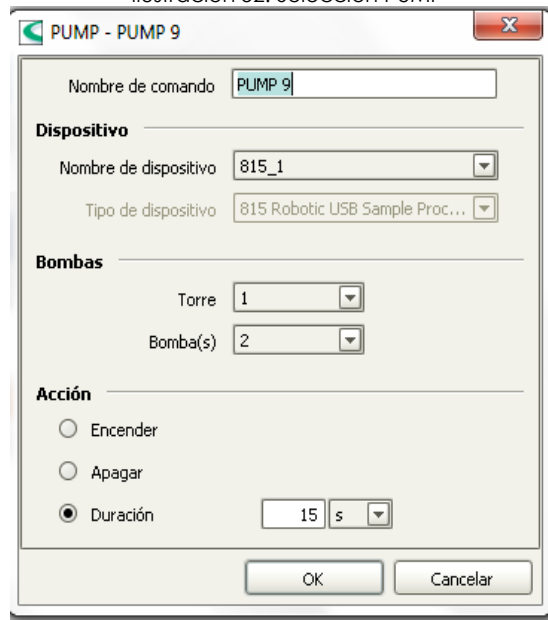 PUMP - PUMP 9
Nombre de comando PUMP 9
Dispositivo
Nombre de dispositivo 815_1
Tipo de dispositivo 815 Robotic USB Sample Proc...
Bombas
Torre 1
Bomba(s) 2
Acción
Encender
Apagar
Duración 15 s
OK Cancelar